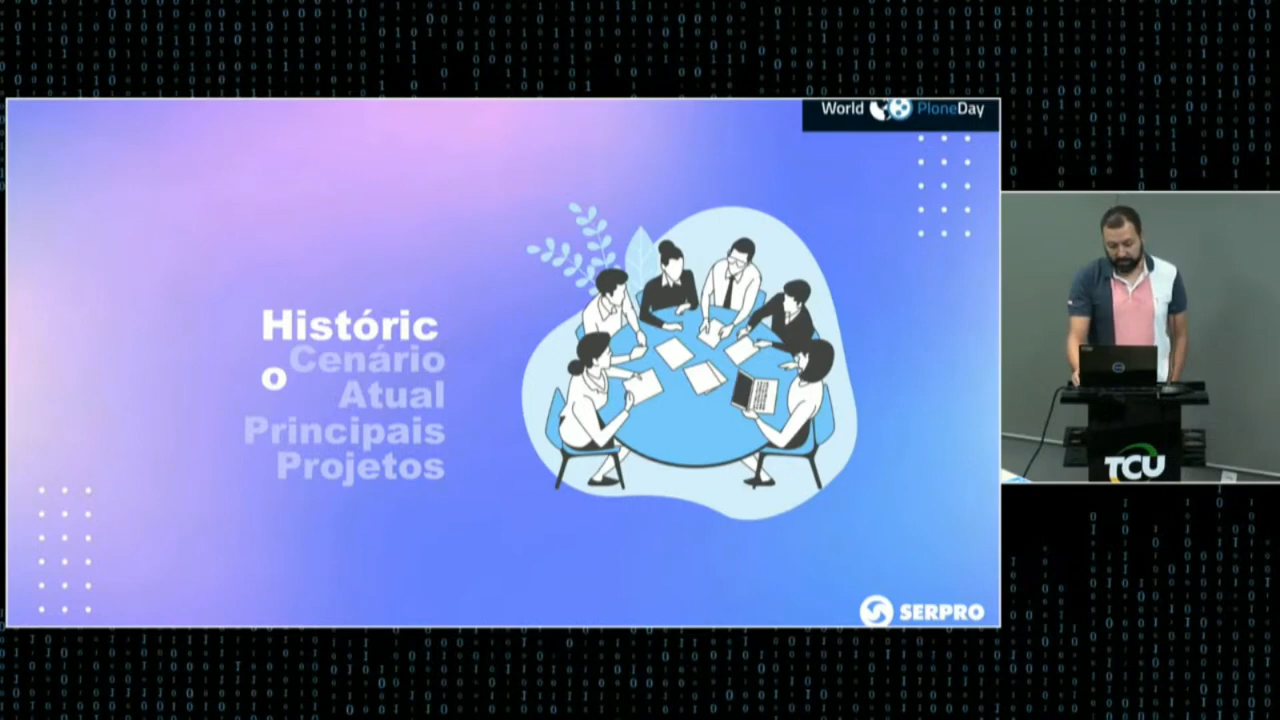 World PloneDay
Históric
o
Cenário
Atual
Principais
Projetos
SERPRO
TCU